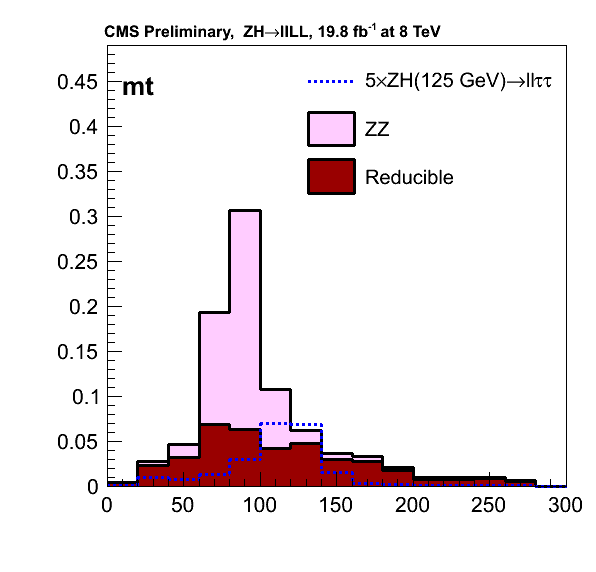 CMS Preliminary, ZH→llLL, 19.8 fb⁻¹ at 8 TeV
mt
5×ZH(125 GeV)→llττ
ZZ
Reducible
0.45
0.4
0.35
0.3
0.25
0.2
0.15
0.1
0.05
0
0 50 100 150 200 250 300